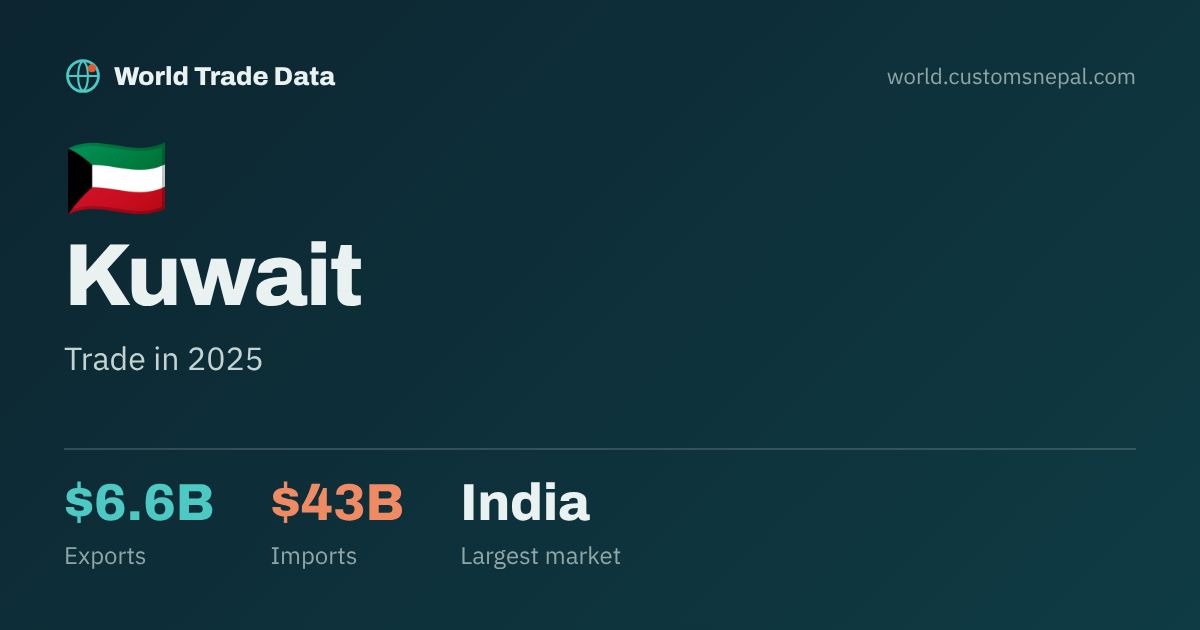 World Trade Data
world.customsnepal.com
Kuwait
Trade in 2025
$6.6B $43B India
Exports Imports Largest market